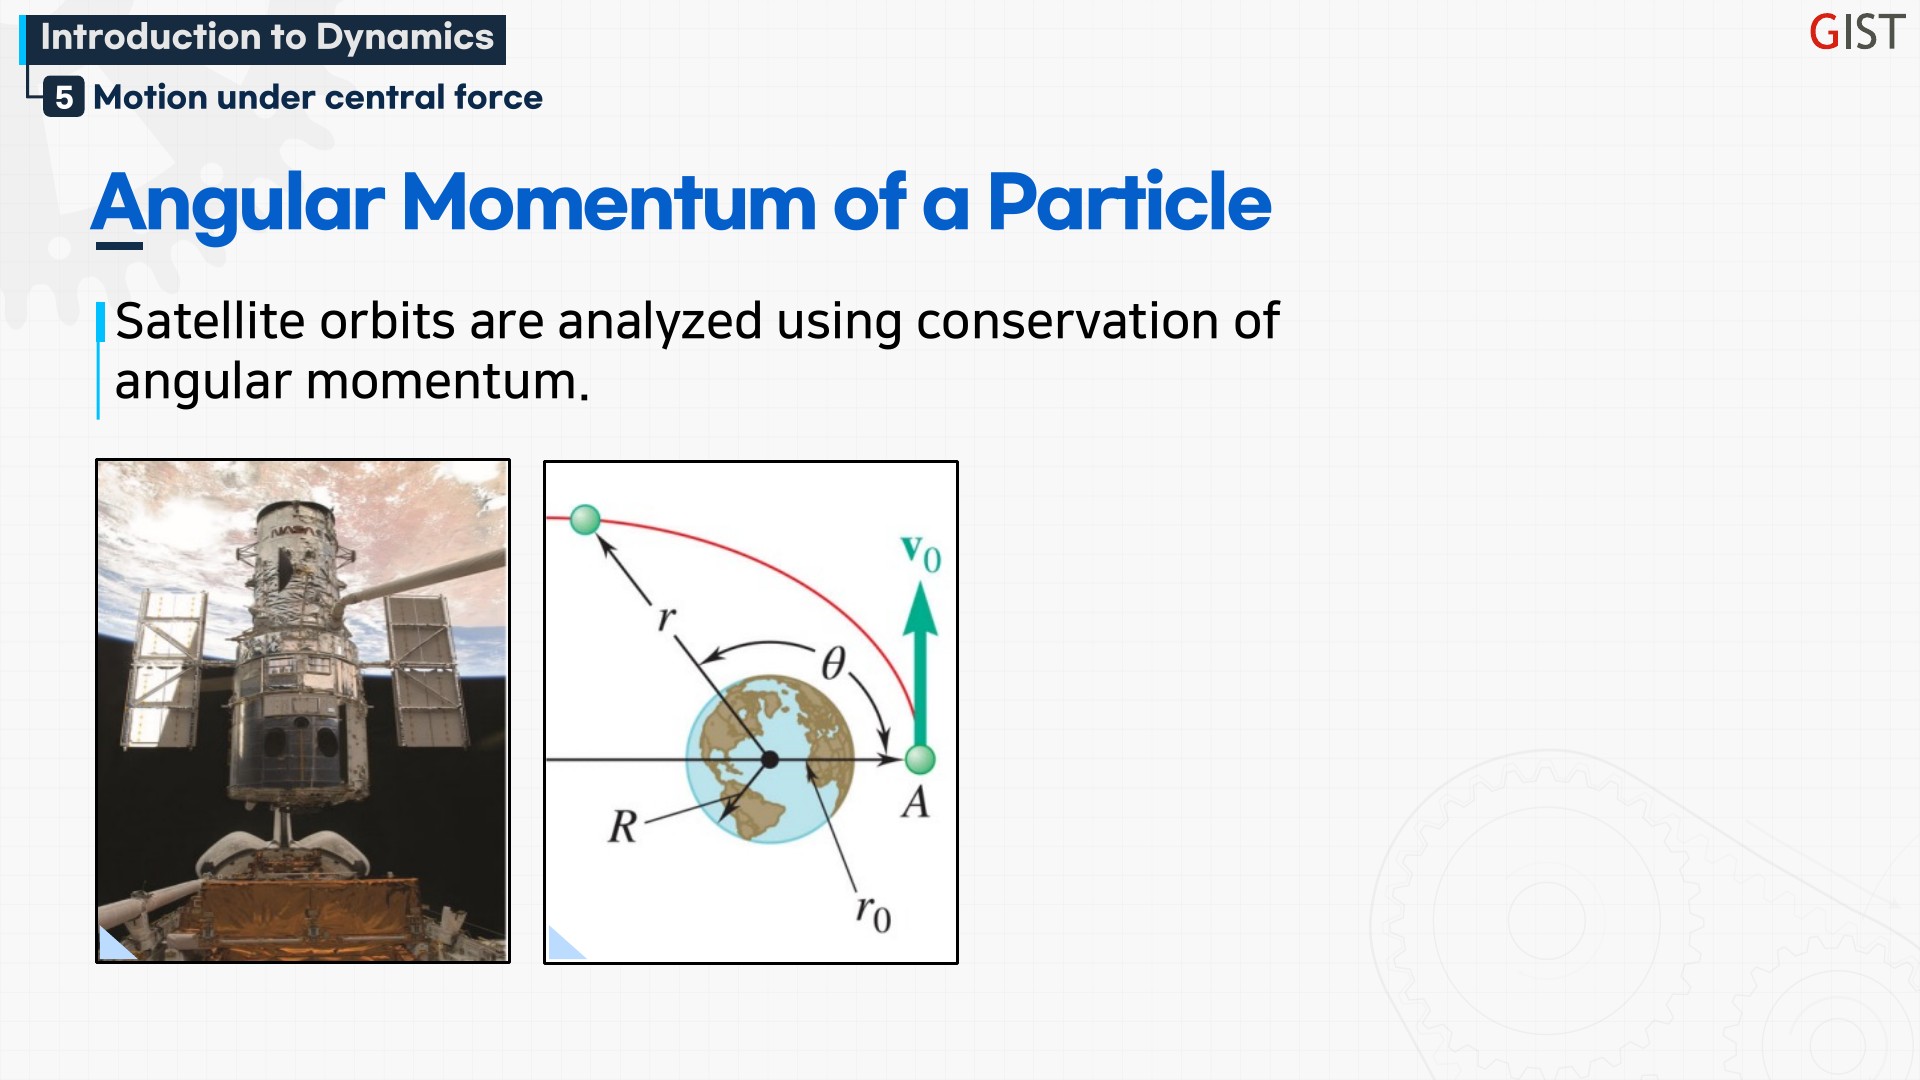 Introduction to Dynamics
GIST
5 Motion under central force
Angular Momentum of a Particle
Satellite orbits are analyzed using conservation of
angular momentum.
NASA
v0
r
θ
A
R
r0